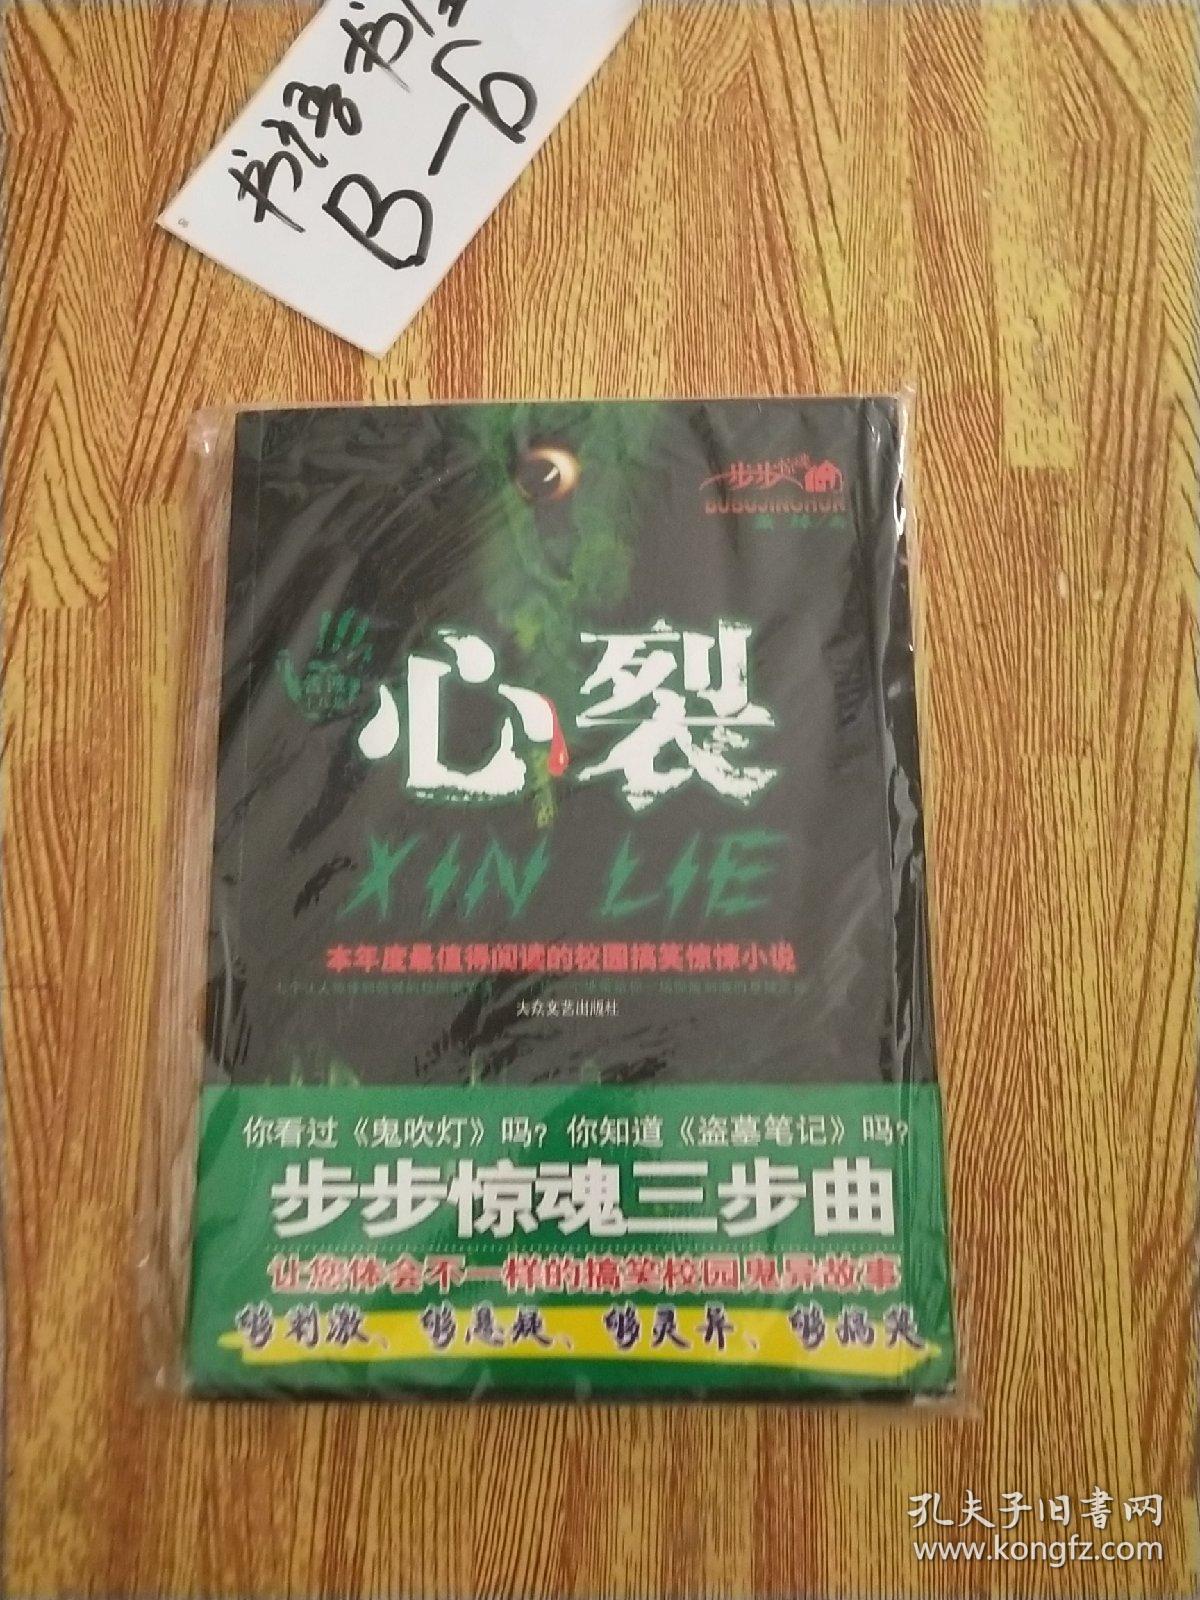 书语书住
B-6
步步惊魂
BUBUJINGHUN
心裂
XIN LIE
本年度最值得阅读的校园搞笑惊悚小说
大众文艺出版社
你看过《鬼吹灯》吗?你知道《盗墓笔记》吗?
步步惊魂三步曲
让您体会不一样的搞笑校园鬼异故事
够刺激、够悬疑、够灵异、够搞笑
孔夫子旧书网
www.kongfz.com